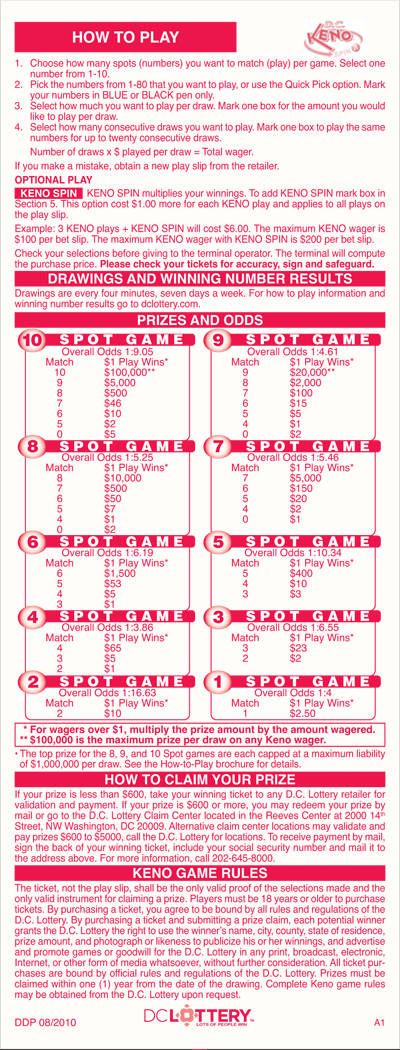 HOW TO PLAY
D.C. KENO SPIN
1. Choose how many spots (numbers) you want to match (play) per game. Select one
number from 1-10.
2. Pick the numbers from 1-80 that you want to play, or use the Quick Pick option. Mark
your numbers in BLUE or BLACK pen only.
3. Select how much you want to play per draw. Mark one box for the amount you would
like to play per draw.
4. Select how many consecutive draws you want to play. Mark one box to play the same
numbers for up to twenty consecutive draws.
Number of draws x $ played per draw = Total wager.
If you make a mistake, obtain a new play slip from the retailer.
OPTIONAL PLAY
KENO SPIN KENO SPIN multiplies your winnings. To add KENO SPIN mark box in
Section 5. This option cost $1.00 more for each KENO play and applies to all plays on
the play slip.
Example: 3 KENO plays + KENO SPIN will cost $6.00. The maximum KENO wager is
$100 per bet slip. The maximum KENO wager with KENO SPIN is $200 per bet slip.
Check your selections before giving to the terminal operator. The terminal will compute
the purchase price. Please check your tickets for accuracy, sign and safeguard.
DRAWINGS AND WINNING NUMBER RESULTS
Drawings are every four minutes, seven days a week. For how to play information and
winning number results go to dclottery.com.
PRIZES AND ODDS
10 SPOT GAME
Overall Odds 1:9.05
Match $1 Play Wins*
10 $100,000**
9 $5,000
8 $500
7 $46
6 $10
5 $2
0 $5
9 SPOT GAME
Overall Odds 1:4.61
Match $1 Play Wins*
9 $20,000**
8 $2,000
7 $100
6 $15
5 $5
4 $1
0 $2
8 SPOT GAME
Overall Odds 1:5.25
Match $1 Play Wins*
8 $10,000
7 $500
6 $50
5 $7
4 $1
0 $2
7 SPOT GAME
Overall Odds 1:5.46
Match $1 Play Wins*
7 $5,000
6 $150
5 $20
4 $2
0 $1
6 SPOT GAME
Overall Odds 1:6.19
Match $1 Play Wins*
6 $1,500
5 $53
4 $5
3 $1
5 SPOT GAME
Overall Odds 1:10.34
Match $1 Play Wins*
5 $400
4 $10
3 $3
4 SPOT GAME
Overall Odds 1:3.86
Match $1 Play Wins*
4 $65
3 $5
2 $1
3 SPOT GAME
Overall Odds 1:6.55
Match $1 Play Wins*
3 $23
2 $2
2 SPOT GAME
Overall Odds 1:16.63
Match $1 Play Wins*
2 $10
1 SPOT GAME
Overall Odds 1:4
Match $1 Play Wins*
1 $2.50
* For wagers over $1, multiply the prize amount by the amount wagered.
** $100,000 is the maximum prize per draw on any Keno wager.
* The top prize for the 8, 9, and 10 Spot games are each capped at a maximum liability
of $1,000,000 per draw. See the How-to-Play brochure for details.
HOW TO CLAIM YOUR PRIZE
If your prize is less than $600, take your winning ticket to any D.C. Lottery retailer for
validation and payment. If your prize is $600 or more, you may redeem your prize by
mail or go to the D.C. Lottery Claim Center located in the Reeves Center at 2000 14th
Street, NW Washington, DC 20009. Alternative claim center locations may validate and
pay prizes $600 to $5000, call the D.C. Lottery for locations. To receive payment by mail,
sign the back of your winning ticket, include your social security number and mail it to
the address above. For more information, call 202-645-8000.
KENO GAME RULES
The ticket, not the play slip, shall be the only valid proof of the selections made and the
only valid instrument for claiming a prize. Players must be 18 years or older to purchase
tickets. By purchasing a ticket, you agree to be bound by all rules and regulations of the
D.C. Lottery. By purchasing a ticket and submitting a prize claim, each potential winner
grants the D.C. Lottery the right to use the winner's name, city, county, state of residence,
prize amount, and photograph or likeness to publicize his or her winnings, and advertise
and promote games or goodwill for the D.C. Lottery in any print, broadcast, electronic,
Internet, or other form of media whatsoever, without further consideration. All ticket pur-
chases are bound by official rules and regulations of the D.C. Lottery. Prizes must be
claimed within one (1) year from the date of the drawing. Complete Keno game rules
may be obtained from the D.C. Lottery upon request.
DDP 08/2010
DC LOTTERY
LOTS OF PEOPLE WIN
A1